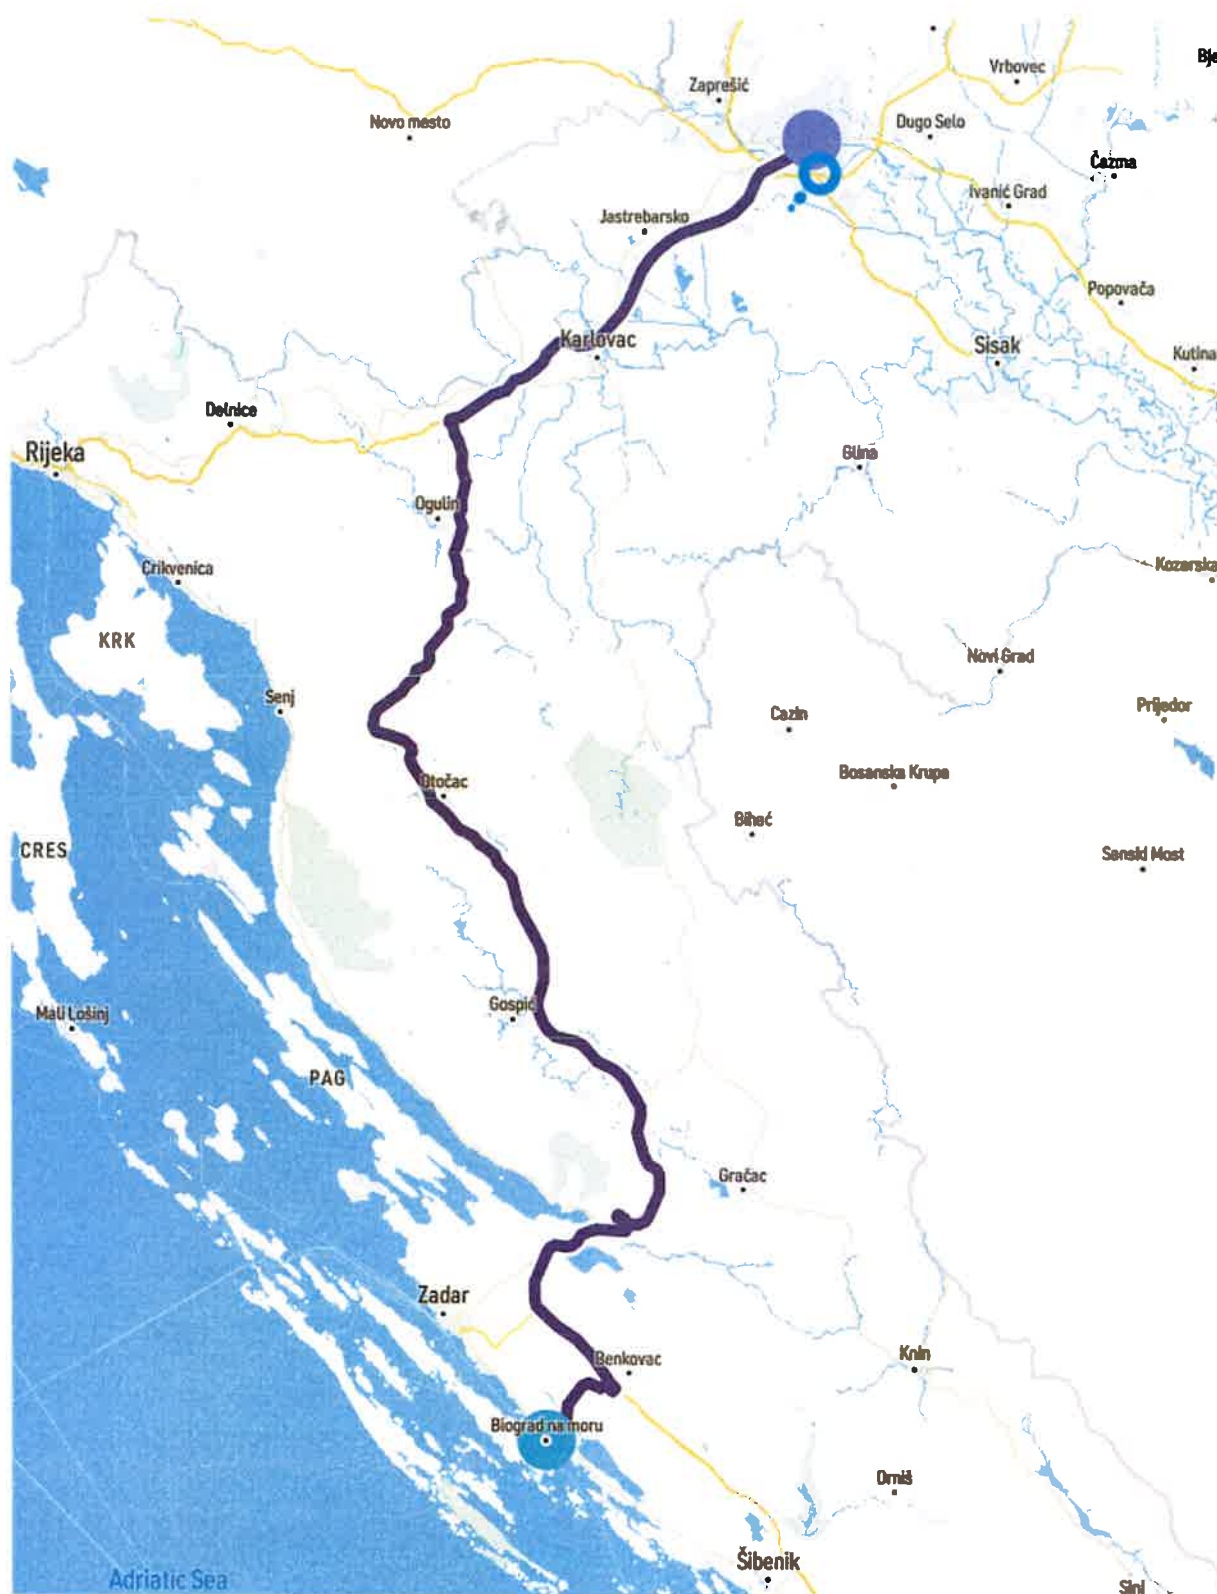 Bje
Vrbovec
Zaprešić
Novo mesto
Dugo Selo
Čazma
Ivanić Grad
Jastrebarsko
Popovača
Karlovac
Sisak
Kutina
Delnice
Rijeka
Glina
Ogulin
Crikvenica
Kozarska
KRK
Novi Grad
Senj
Cazin
Prijedor
Bosanska Krupa
Otočac
Bihać
CRES
Sanski Most
Gospić
Mali Lošinj
PAG
Gračac
Zadar
Benkovac
Knin
Biograd na moru
Drniš
Šibenik
Adriatic Sea
Sinj